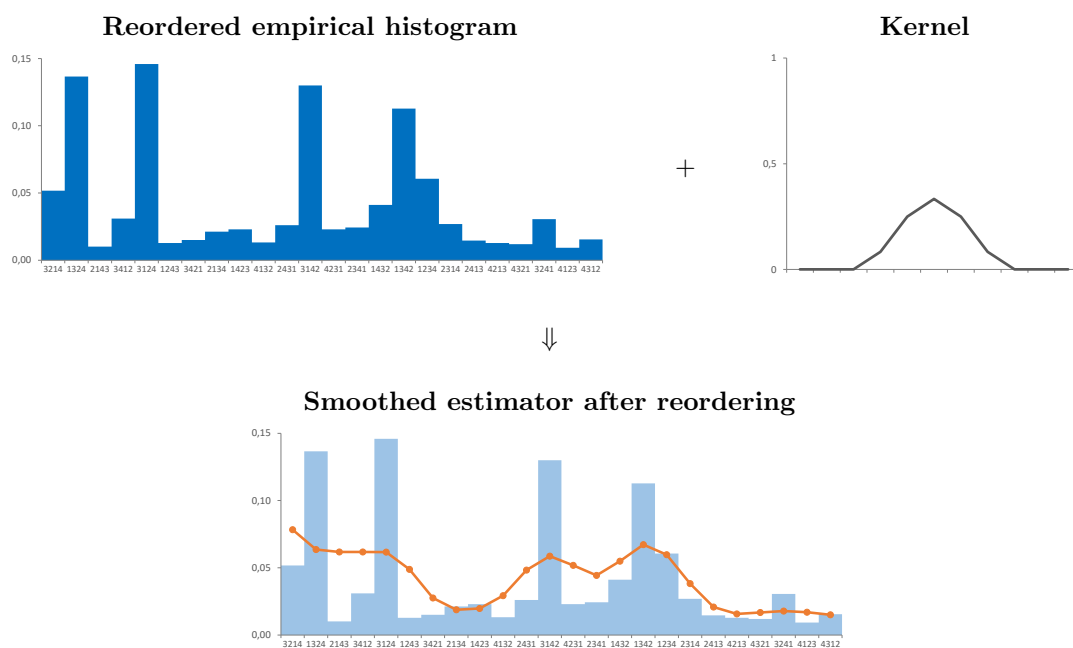 Reordered empirical histogram
Kernel
0,15
0,10
0,05
0,00
3214 1324 2143 3412 3124 1243 3421 2134 1423 4132 2431 3142 4231 2341 1432 1342 1234 2314 2413 4213 4321 3241 4123 4312
+
1
0,5
0
⇓
Smoothed estimator after reordering
0,15
0,10
0,05
0,00
3214 1324 2143 3412 3124 1243 3421 2134 1423 4132 2431 3142 4231 2341 1432 1342 1234 2314 2413 4213 4321 3241 4123 4312